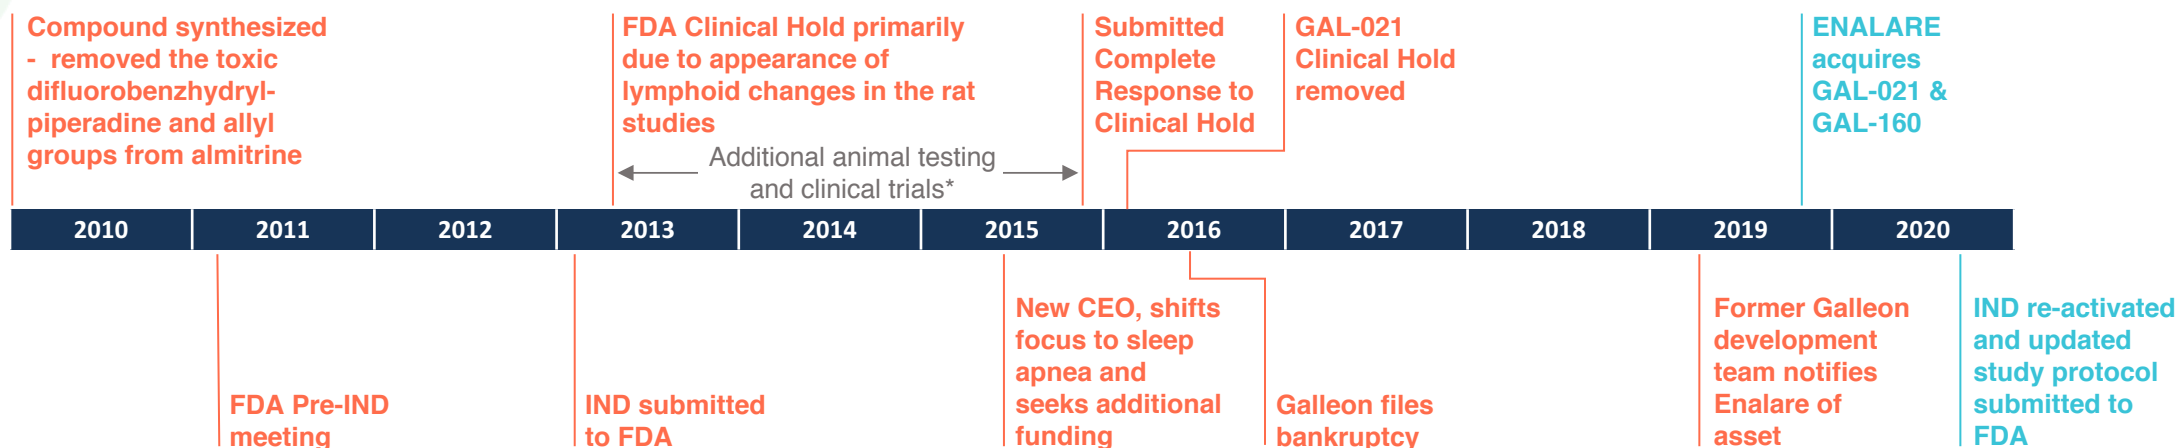 Compound synthesized
- removed the toxic
difluorobenzhydryl-
piperadine and allyl
groups from almitrine
FDA Clinical Hold primarily
due to appearance of
lymphoid changes in the rat
studies
Additional animal testing
and clinical trials*
Submitted
Complete
Response to
Clinical Hold
GAL-021
Clinical Hold
removed
ENALARE
acquires
GAL-021 &
GAL-160
2010 2011 2012 2013 2014 2015 2016 2017 2018 2019 2020
FDA Pre-IND
meeting
IND submitted
to FDA
New CEO, shifts
focus to sleep
apnea and
seeks additional
funding
Galleon files
bankruptcy
Former Galleon
development
team notifies
Enalare of
asset
IND re-activated
and updated
study protocol
submitted to
FDA